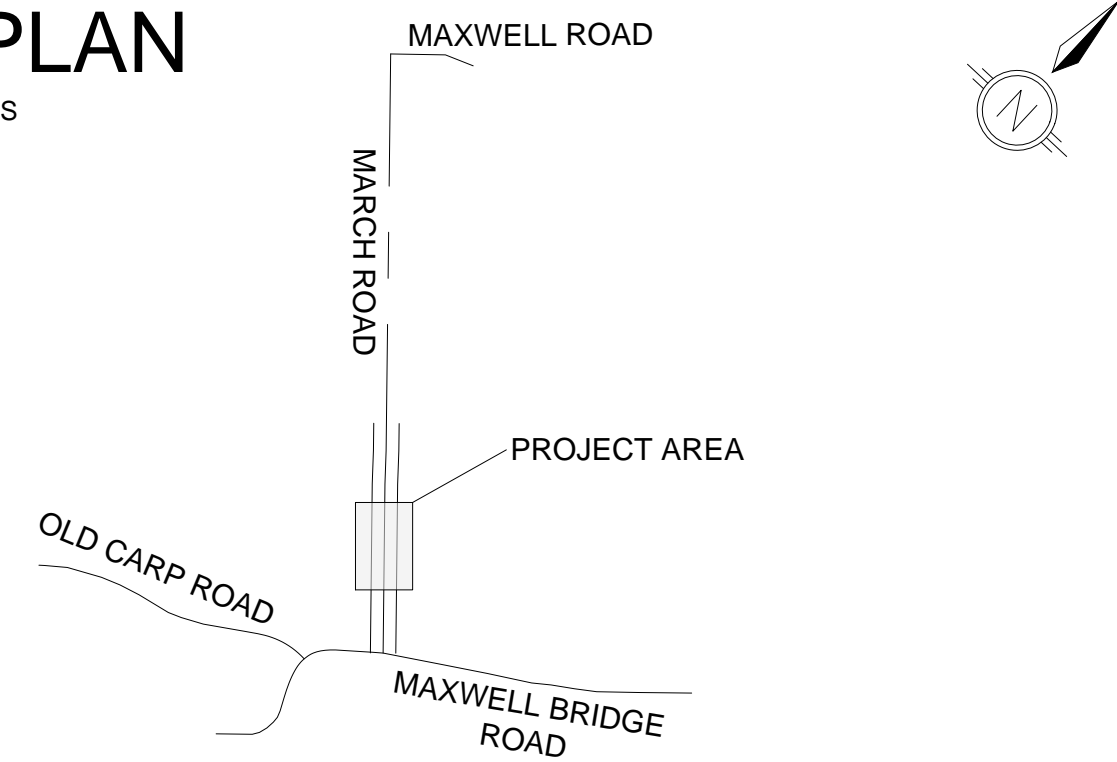 PLAN
S
MAXWELL ROAD
N
MARCH ROAD
PROJECT AREA
OLD CARP ROAD
MAXWELL BRIDGE
ROAD